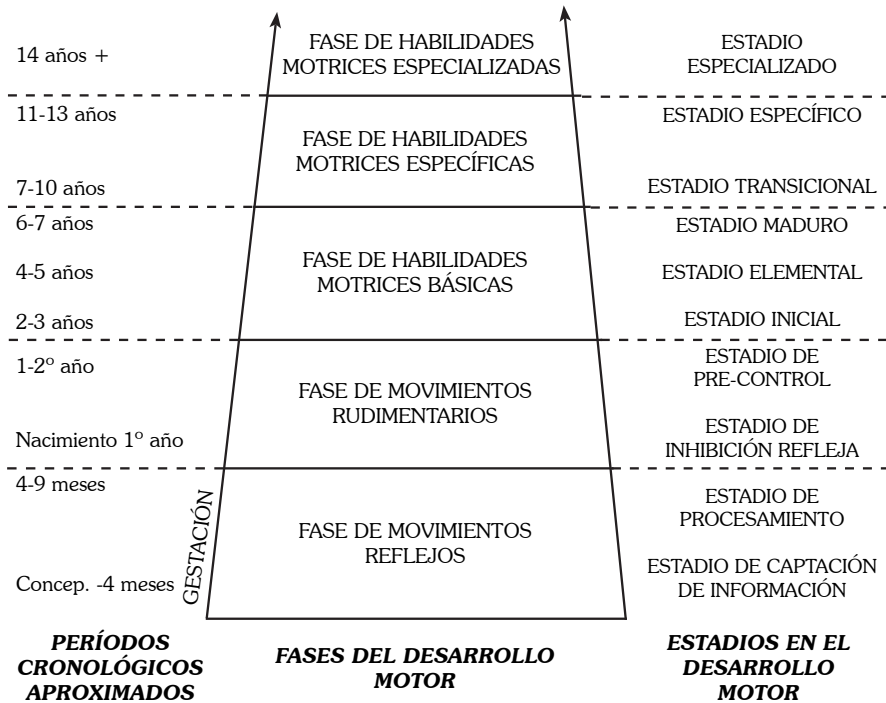 14 años +
FASE DE HABILIDADES
MOTRICES ESPECIALIZADAS
ESTADIO
ESPECIALIZADO
11-13 años
FASE DE HABILIDADES
MOTRICES ESPECÍFICAS
ESTADIO ESPECÍFICO
7-10 años
ESTADIO TRANSICIONAL
6-7 años
ESTADIO MADURO
4-5 años
FASE DE HABILIDADES
MOTRICES BÁSICAS
ESTADIO ELEMENTAL
2-3 años
ESTADIO INICIAL
1-2º año
ESTADIO DE
PRE-CONTROL
FASE DE MOVIMIENTOS
RUDIMENTARIOS
Nacimiento 1º año
ESTADIO DE
INHIBICIÓN REFLEJA
4-9 meses
ESTADIO DE
PROCESAMIENTO
GESTACIÓN
FASE DE MOVIMIENTOS
REFLEJOS
Concep. -4 meses
ESTADIO DE CAPTACIÓN
DE INFORMACIÓN
PERÍODOS
CRONOLÓGICOS
APROXIMADOS
FASES DEL DESARROLLO
MOTOR
ESTADIOS EN EL
DESARROLLO
MOTOR